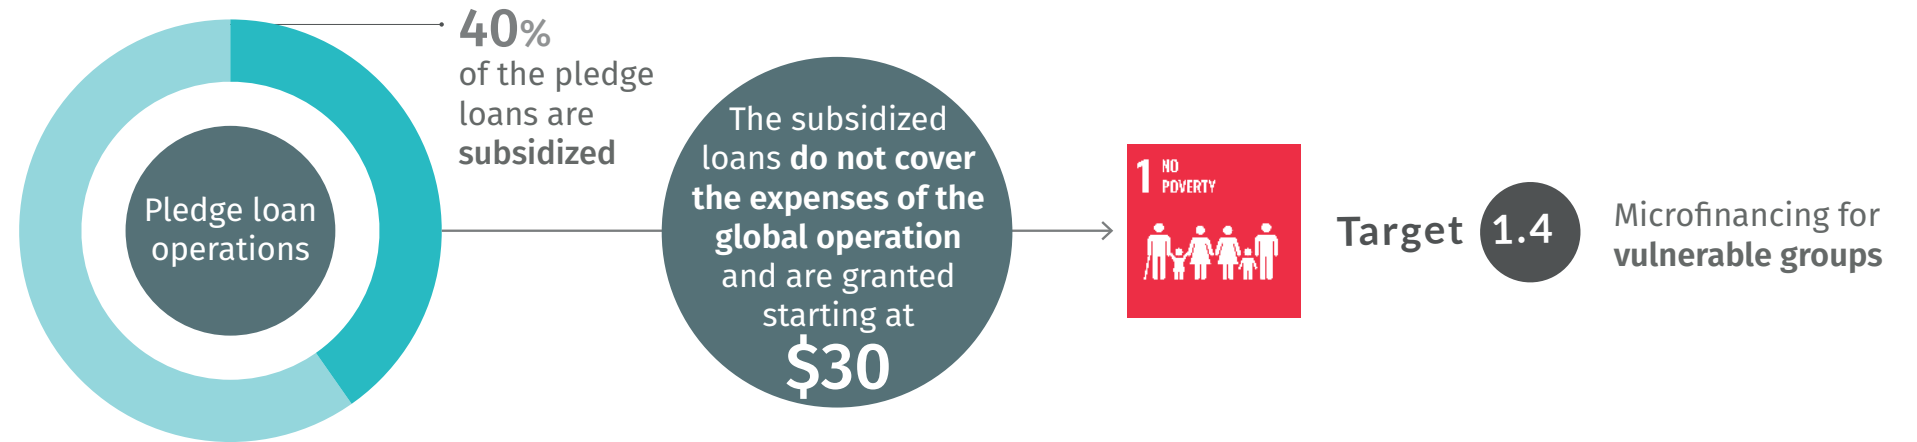 Pledge loan
operations
40%
of the pledge
loans are
subsidized
The subsidized
loans do not cover
the expenses of the
global operation
and are granted
starting at
$30
1 NO
POVERTY
Target 1.4
Microfinancing for
vulnerable groups